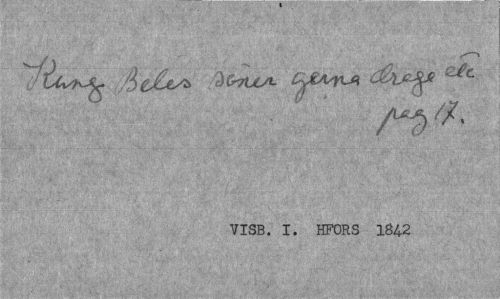 Kung Beles söner gerna drage etc
pag 17.
VISB. I. HFORS 1842